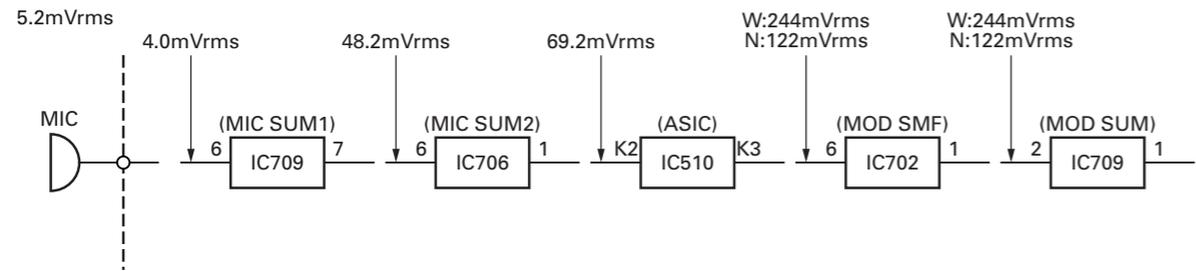 5.2mVrms
W:244mVrms
N:122mVrms
W:244mVrms
N:122mVrms
4.0mVrms
48.2mVrms
69.2mVrms
MIC
(MIC SUM1)
(MIC SUM2)
(ASIC)
(MOD SMF)
(MOD SUM)
6 IC709 7
6 IC706 1
K2 IC510 K3
6 IC702 1
2 IC709 1